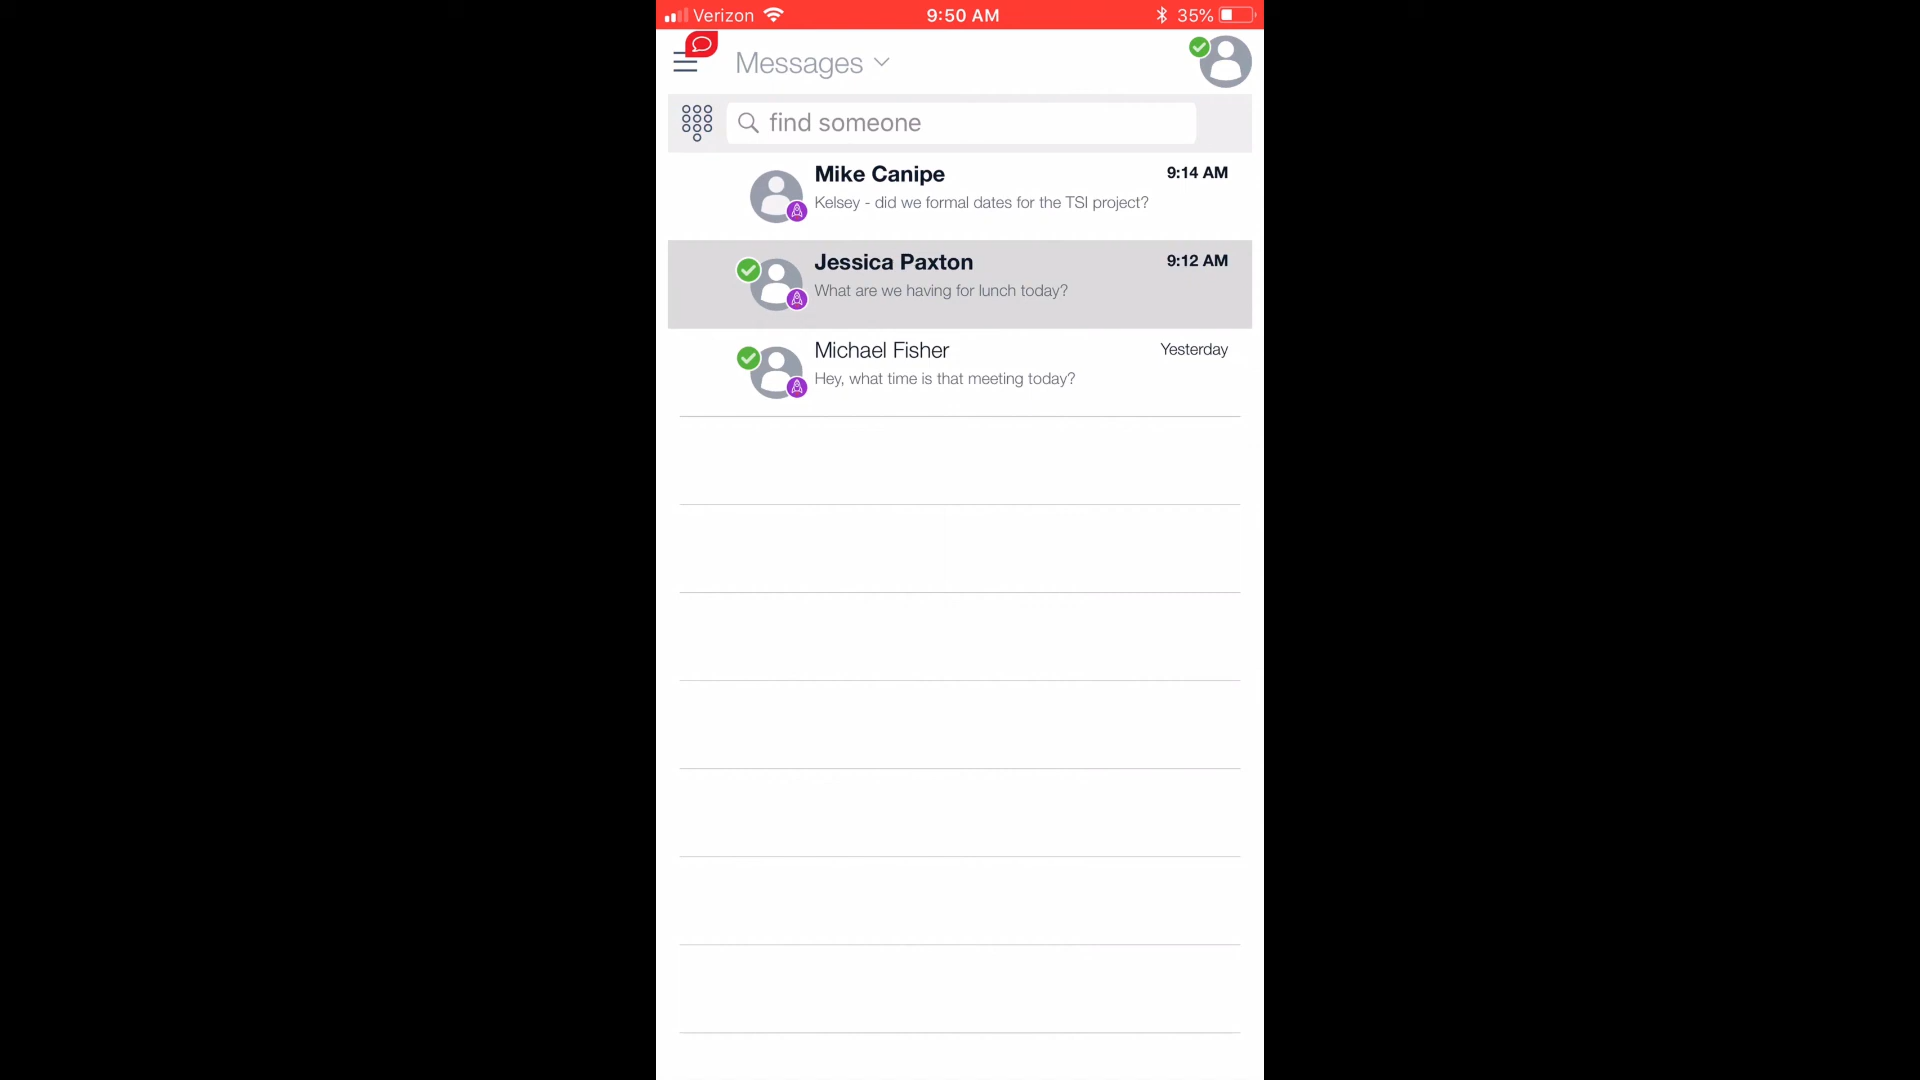 Verizon 9:50 AM 35%
Messages
find someone
Mike Canipe 9:14 AM
Kelsey - did we formal dates for the TSI project?
Jessica Paxton 9:12 AM
What are we having for lunch today?
Michael Fisher Yesterday
Hey, what time is that meeting today?